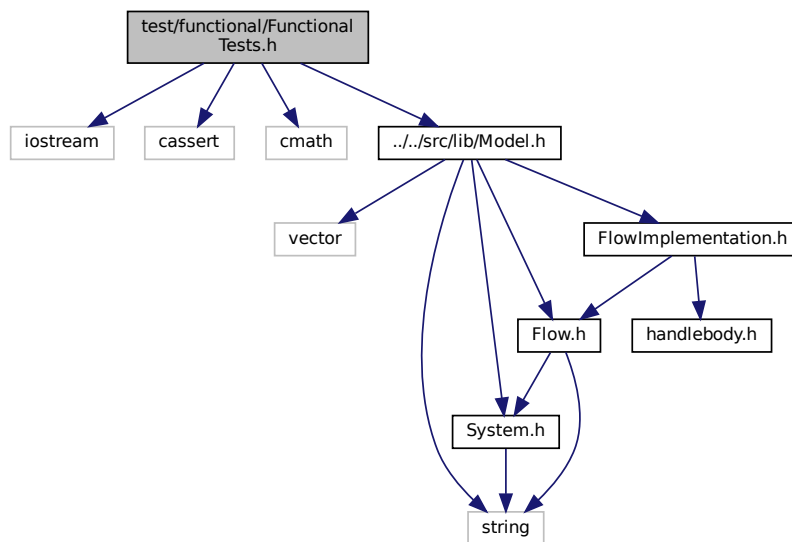 test/functional/Functional
Tests.h
iostream
cassert
cmath
../../src/lib/Model.h
vector
FlowImplementation.h
Flow.h
handlebody.h
System.h
string